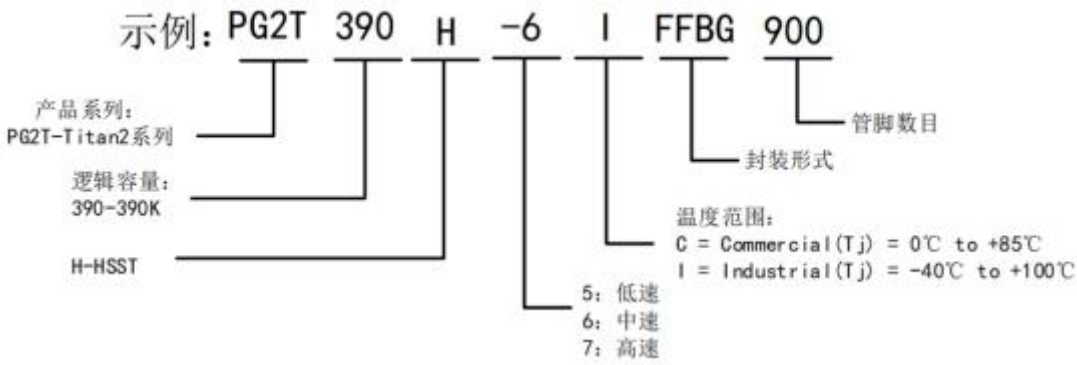 示例: PG2T 390 H -6 I FFBG 900
产品系列:
PG2T-Titan2系列
管脚数目
封装形式
逻辑容量:
390-390K
温度范围:
C = Commercial(Tj) = 0℃ to +85℃
I = Industrial(Tj) = -40℃ to +100℃
H-HSST
5: 低速
6: 中速
7: 高速